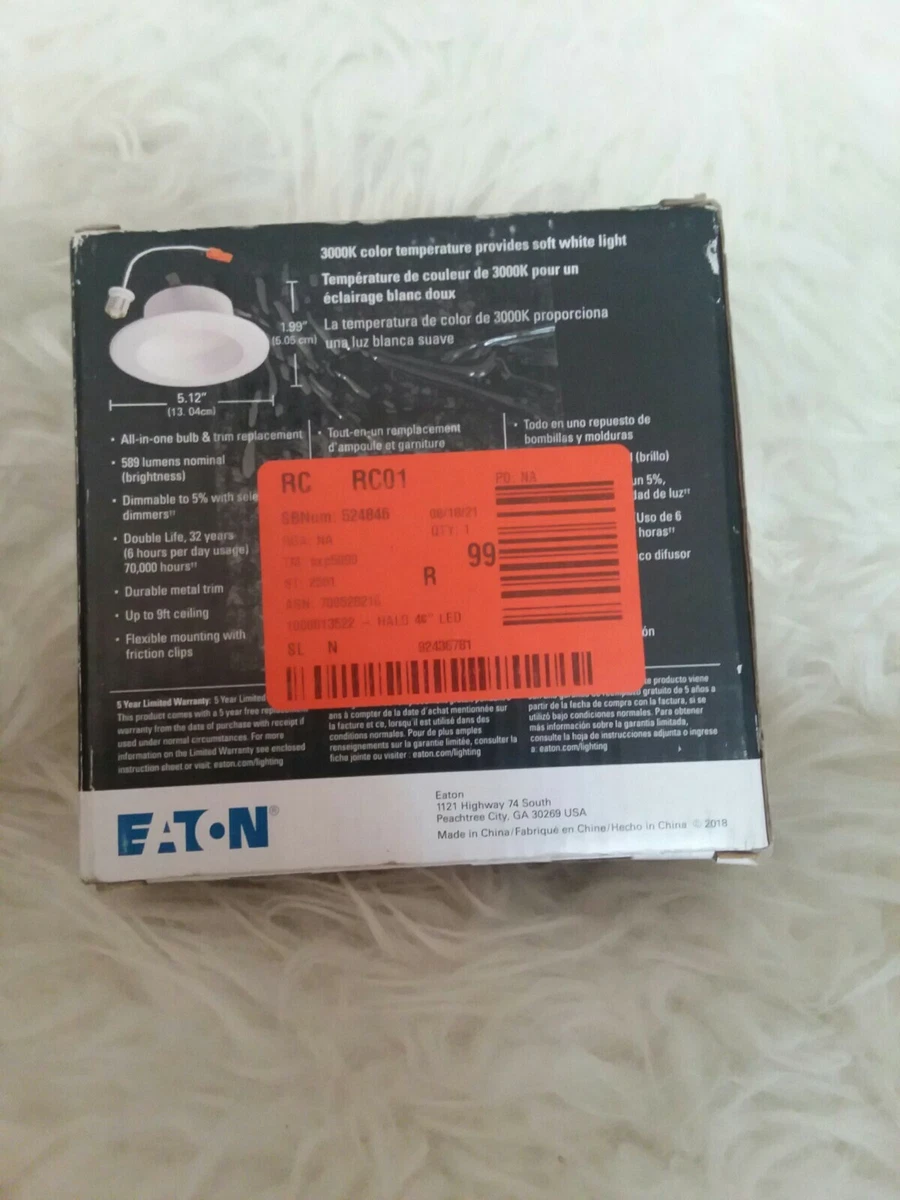 3000K color temperature provides soft white light
Température de couleur de 3000K pour un
éclairage blanc doux
La temperatura de color de 3000K proporciona
una luz blanca suave
1.99"
(5.05 cm)
5.12"
(13. 04cm)
• All-in-one bulb & trim replacement
• 589 lumens nominal
(brightness)
• Dimmable to 5% with sele
dimmers††
• Double Life, 32 years
(6 hours per day usage)
70,000 hours††
• Durable metal trim
• Up to 9ft ceiling
• Flexible mounting with
friction clips
• Tout-en-un remplacement
d'ampoule et garniture
• Todo en uno repuesto de
bombillas y molduras
(brillo)
un 5%,
dad de luz††
Uso de 6
horas††
co difusor
ón
RC RC01
PO: NA
SBNum: 524846
08/18/21
QTY: 1
NA
99
R
1000613522 - HALO 4" LED
SL N
92436781
5 Year Limited Warranty: 5 Year Limited
This product comes with a 5 year free rep
warranty from the date of purchase with receipt if
used under normal circumstances. For more
information on the Limited Warranty see enclosed
instruction sheet or visit: eaton.com/lighting
ans à compter de la date d'achat mentionnée sur
la facture et ce, lorsqu'il est utilisé dans des
conditions normales. Pour de plus amples
renseignements sur la garantie limitée, consulter la
fiche jointe ou visiter : eaton.com/lighting
producto viene
gratuito de 5 años a
partir de la fecha de compra con la factura, si se
utilizó bajo condiciones normales. Para obtener
más información sobre la garantía limitada,
consulte la hoja de instrucciones adjunta o ingrese
a: eaton.com/lighting
EATON®
Eaton
1121 Highway 74 South
Peachtree City, GA 30269 USA
Made in China/Fabriqué en Chine/Hecho in China © 2018